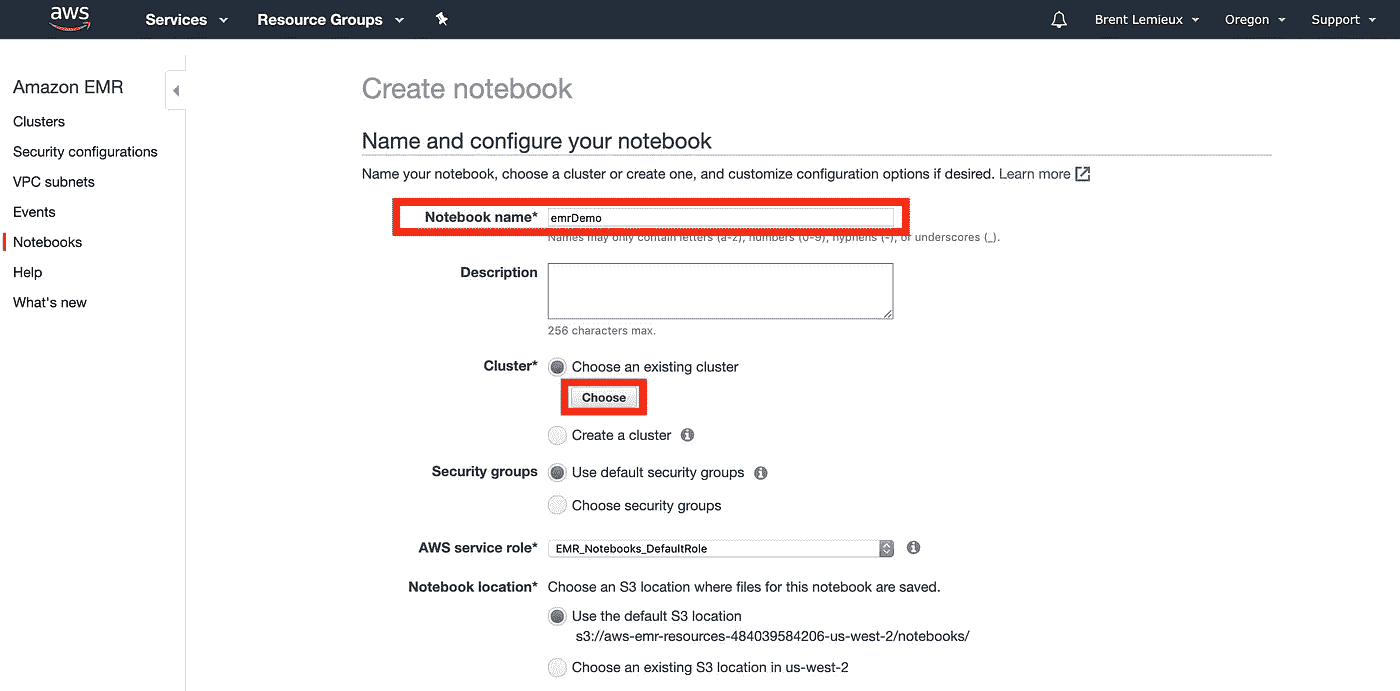 aws Services Resource Groups Brent Lemieux Oregon Support
Amazon EMR
Clusters
Security configurations
VPC subnets
Events
Notebooks
Help
What's new
Create notebook
Name and configure your notebook
Name your notebook, choose a cluster or create one, and customize configuration options if desired. Learn more
Notebook name* emrDemo
Names may only contain letters (a-z), numbers (0-9), hyphens (-), or underscores (_).
Description
256 characters max.
Cluster* Choose an existing cluster
Choose
Create a cluster
Security groups Use default security groups
Choose security groups
AWS service role* EMR_Notebooks_DefaultRole
Notebook location* Choose an S3 location where files for this notebook are saved.
Use the default S3 location
s3://aws-emr-resources-484039584206-us-west-2/notebooks/
Choose an existing S3 location in us-west-2